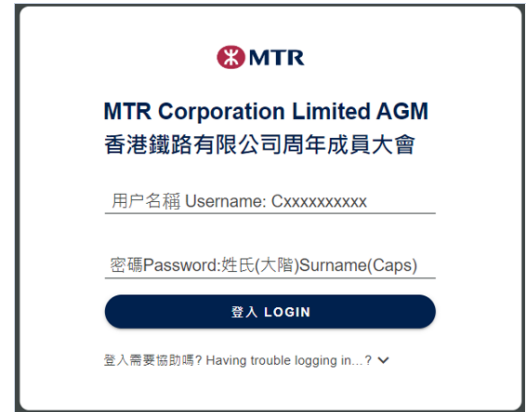 MTR
MTR Corporation Limited AGM
香港鐵路有限公司周年成員大會
用户名稱 Username: Cxxxxxxxxxx
密碼Password:姓氏(大階)Surname(Caps)
登入 LOGIN
登入需要協助嗎? Having trouble logging in...?